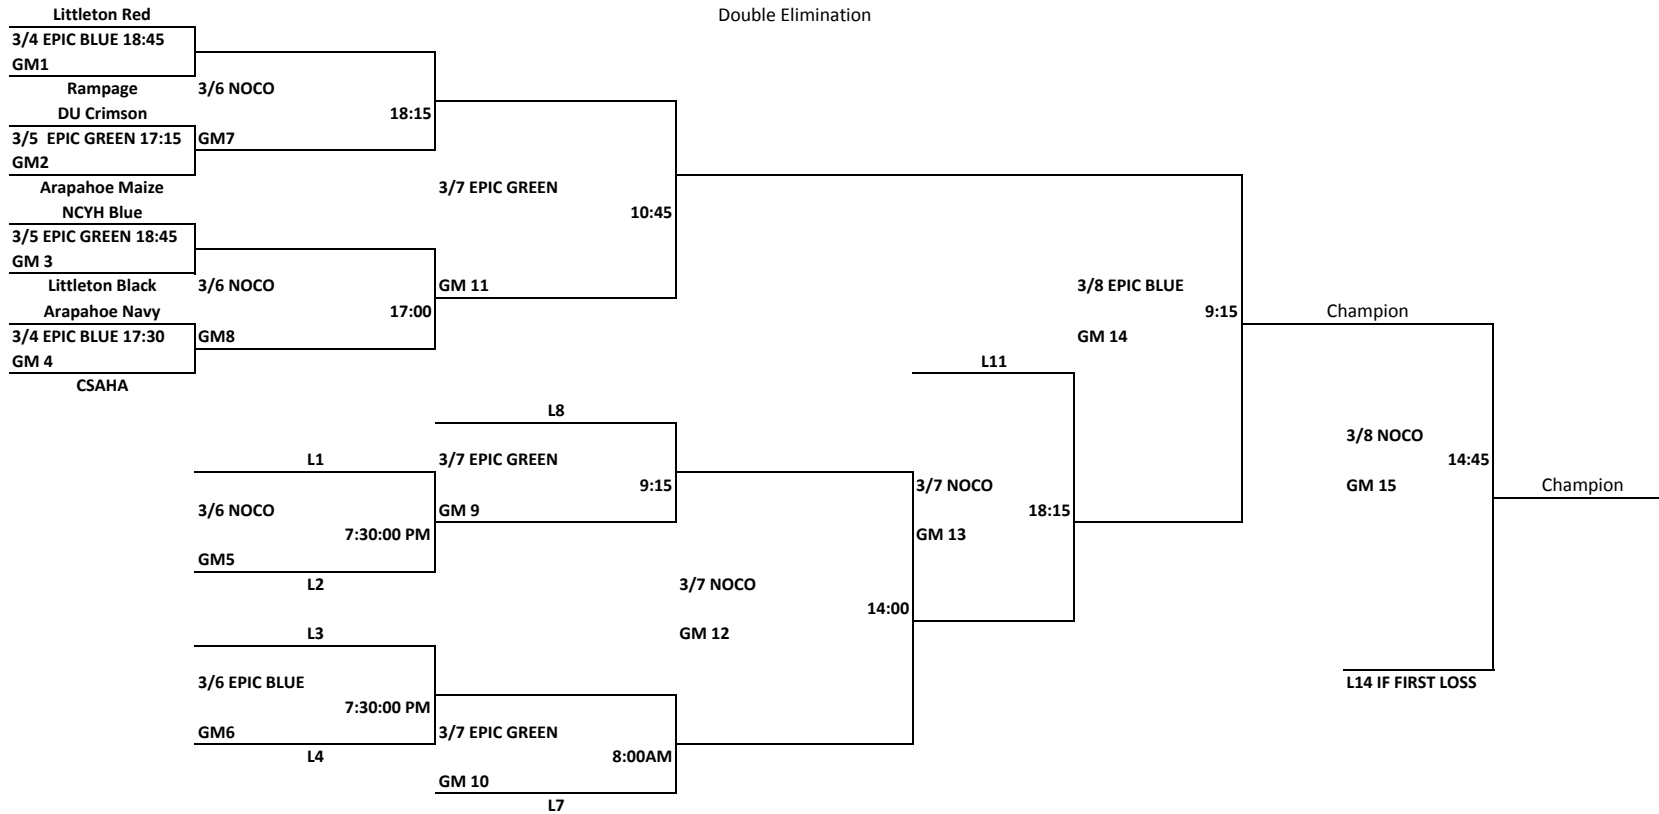 Littleton Red
Double Elimination
3/4 EPIC BLUE 18:45
GM1
Rampage
3/6 NOCO
DU Crimson
18:15
3/5  EPIC GREEN 17:15
GM7
GM2
Arapahoe Maize
3/7 EPIC GREEN
NCYH Blue
10:45
3/5 EPIC GREEN 18:45
GM 3
Littleton Black
3/6 NOCO
GM 11
3/8 EPIC BLUE
Arapahoe Navy
17:00
9:15
Champion
3/4 EPIC BLUE 17:30
GM8
GM 14
GM 4
L11
CSAHA
L8
3/8 NOCO
L1
3/7 EPIC GREEN
14:45
9:15
3/7 NOCO
GM 15
Champion
3/6 NOCO
GM 9
18:15
7:30:00 PM
GM 13
GM5
L2
3/7 NOCO
14:00
L3
GM 12
3/6 EPIC BLUE
L14 IF FIRST LOSS
7:30:00 PM
GM6
3/7 EPIC GREEN
L4
8:00AM
GM 10
L7